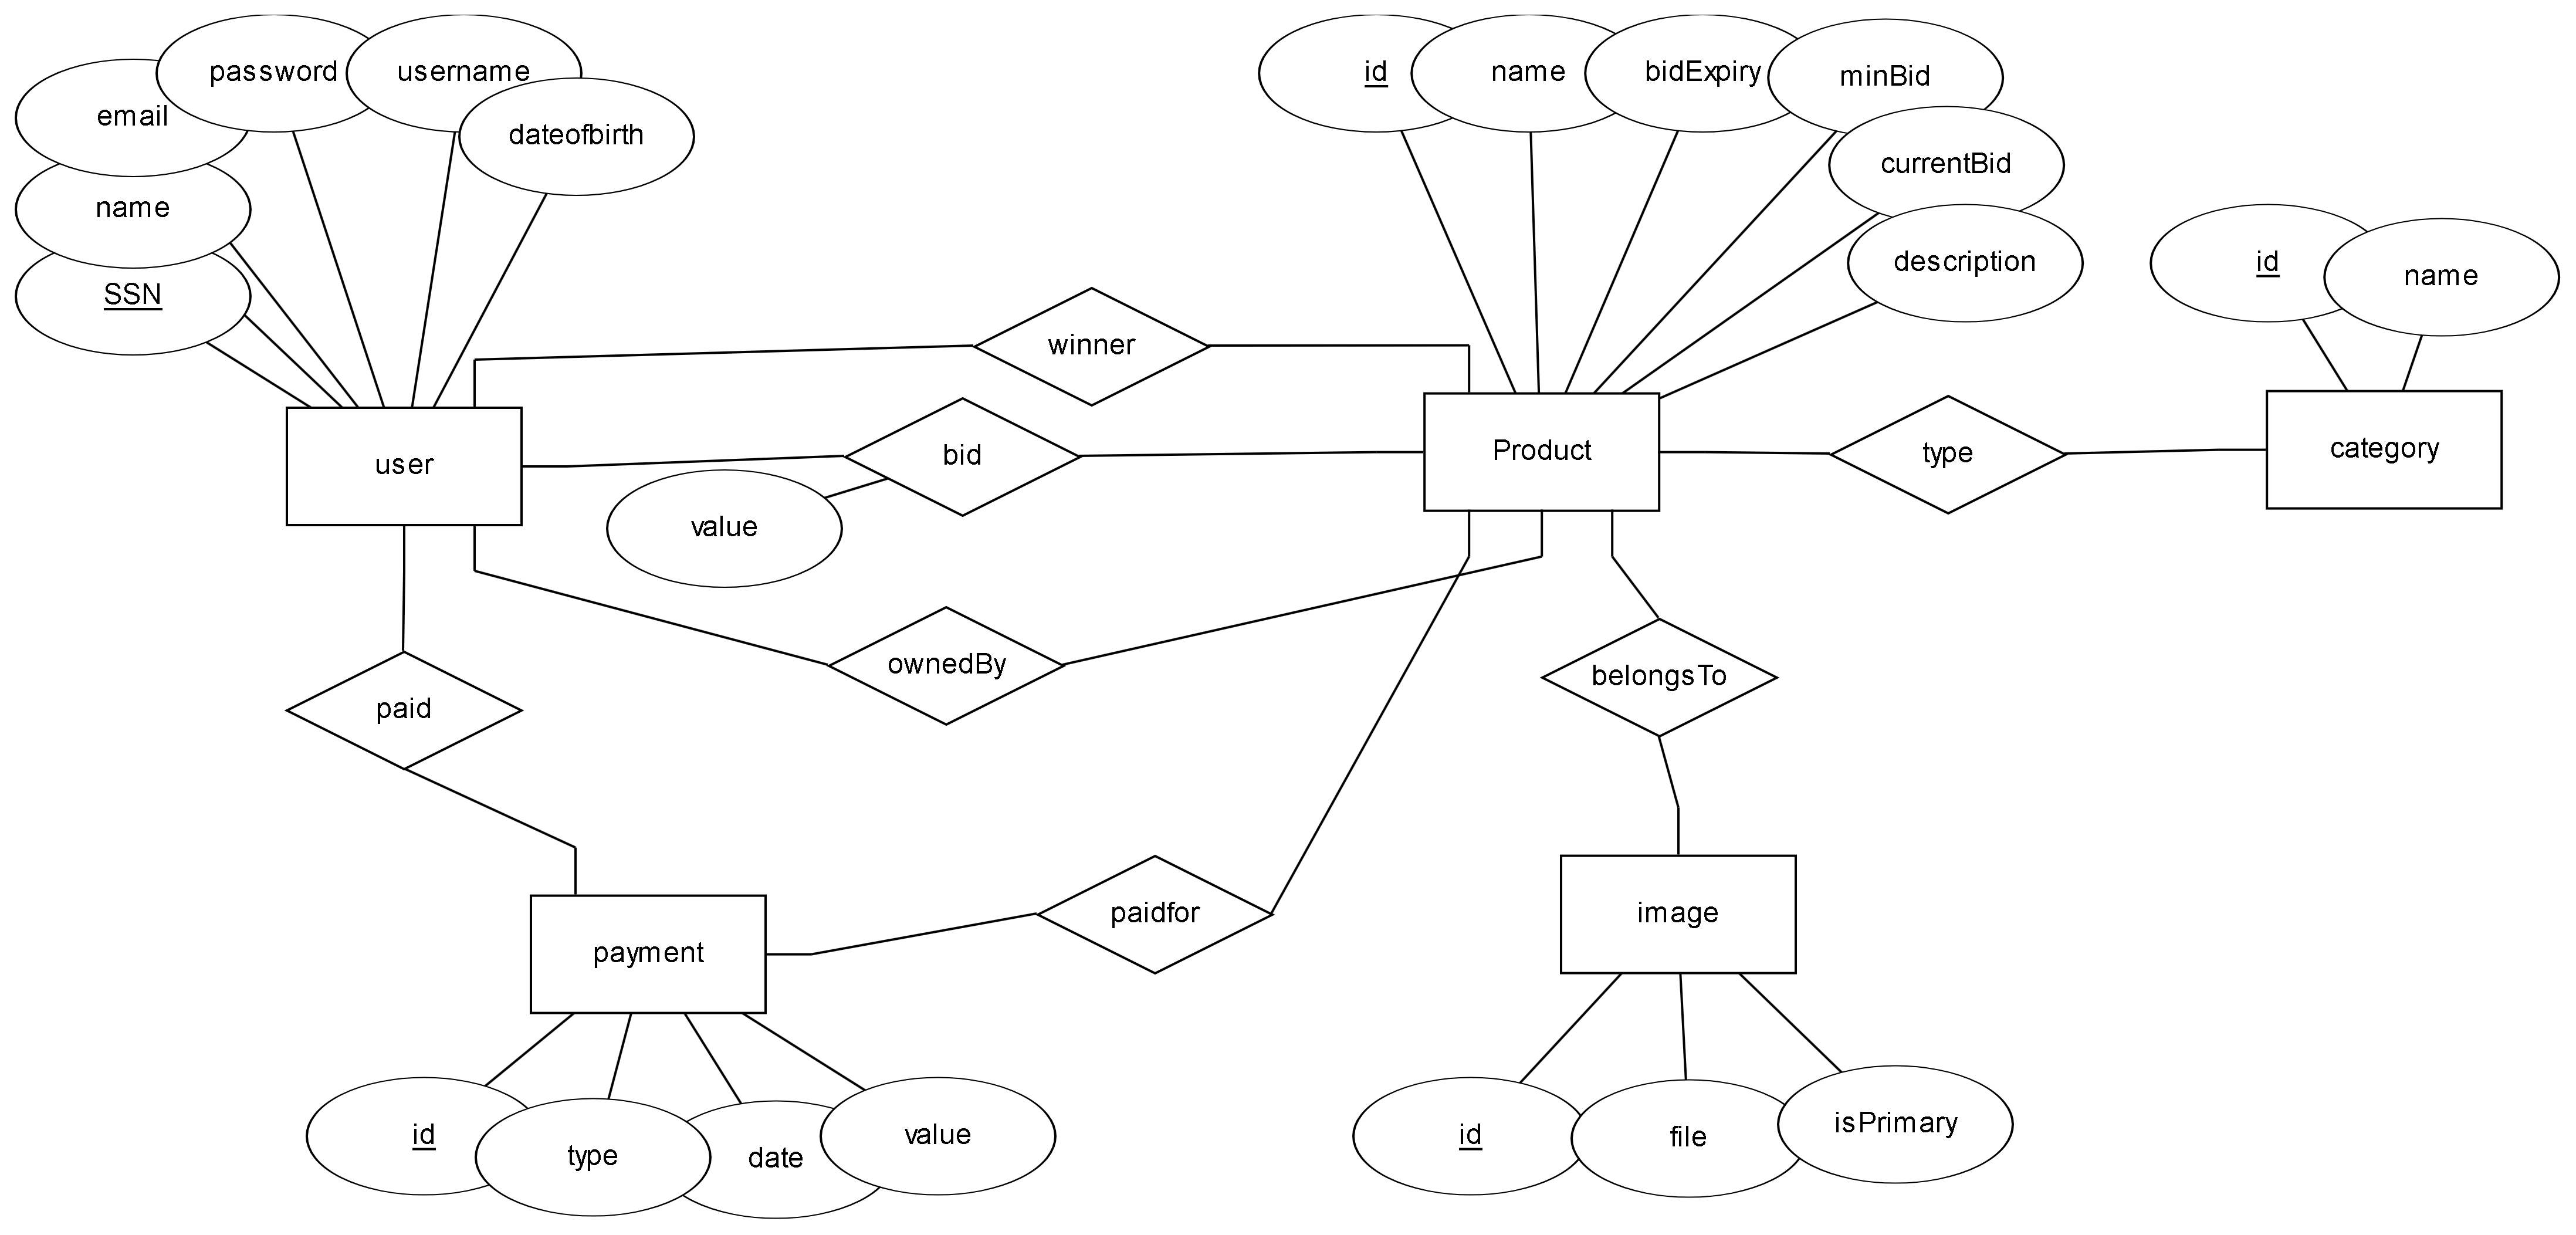 password
username
email
dateofbirth
name
SSN
id
name
bidExpiry
minBid
currentBid
description
id
name
winner
user
bid
value
Product
type
category
ownedBy
belongsTo
paid
paidfor
image
payment
id
type
date
value
id
file
isPrimary